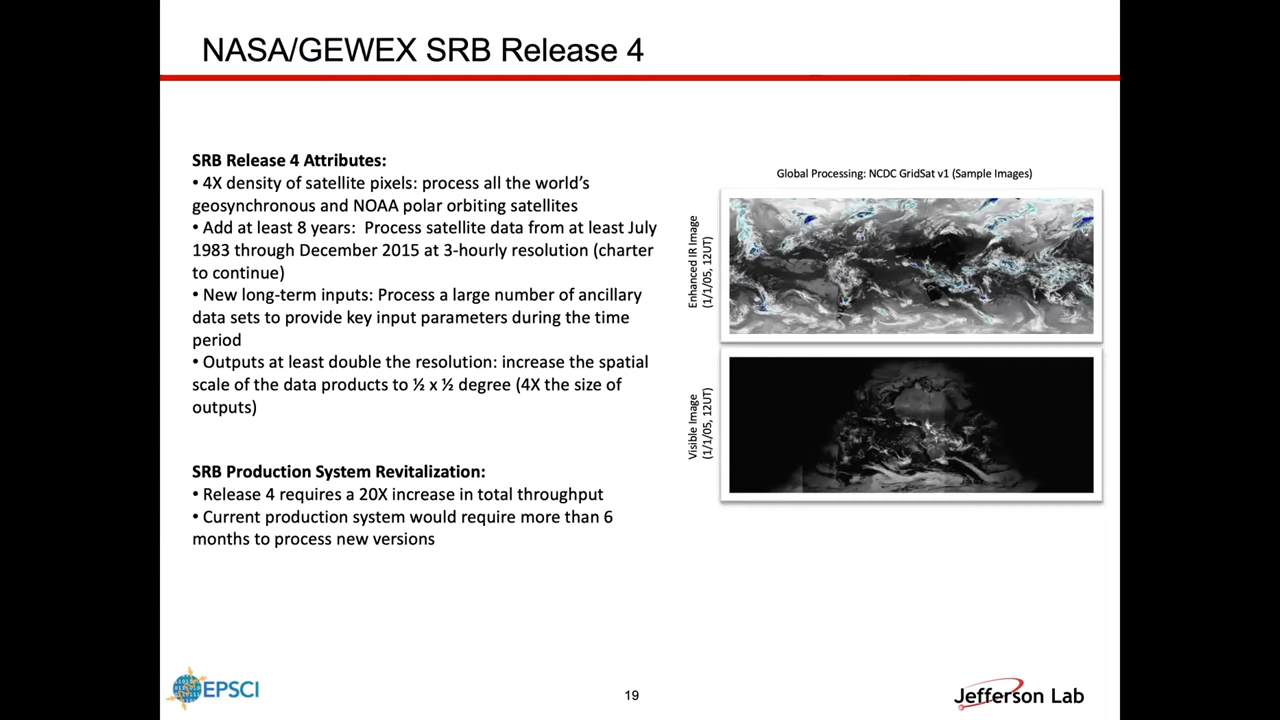 NASA/GEWEX SRB Release 4
SRB Release 4 Attributes:
• 4X density of satellite pixels: process all the world’s
geosynchronous and NOAA polar orbiting satellites
• Add at least 8 years:  Process satellite data from at least July
1983 through December 2015 at 3-hourly resolution (charter
to continue)
• New long-term inputs: Process a large number of ancillary
data sets to provide key input parameters during the time
period
• Outputs at least double the resolution: increase the spatial
scale of the data products to ½ x ½ degree (4X the size of
outputs)
SRB Production System Revitalization:
• Release 4 requires a 20X increase in total throughput
• Current production system would require more than 6
months to process new versions
Global Processing: NCDC GridSat v1 (Sample Images)
Enhanced IR Image
(1/1/05, 12UT)
Visible Image
(1/1/05, 12UT)
EPSCI
19
Jefferson Lab